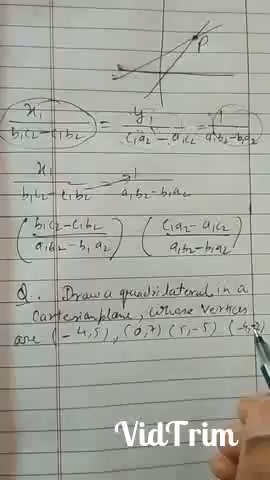 P
x₁/(b₁c₂ - c₁b₂) = y₁/(c₁a₂ - a₁c₂) = 1/(a₁b₂ - b₁a₂)
x₁/(b₁c₂ - c₁b₂) 1/(a₁b₂ - b₁a₂)
((b₁c₂ - c₁b₂)/(a₁b₂ - b₁a₂)) ((c₁a₂ - a₁c₂)/(a₁b₂ - b₁a₂))
Q. Draw a quadrilateral in a
cartesian plane, whose vertices
are (-4,5), (0,7) (5,-5) (-4,-2)
VidTrim